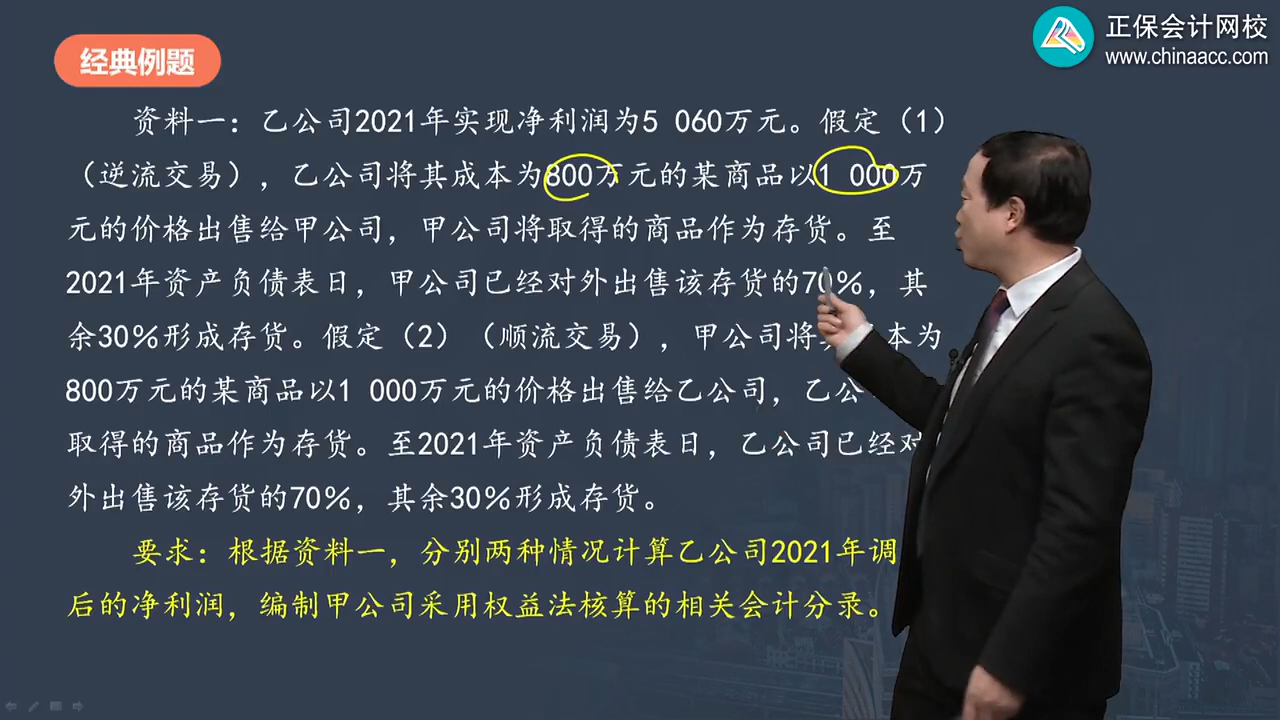 正保会计网校
www.chinaacc.com
经典例题
资料一：乙公司2021年实现净利润为5 060万元。假定（1）
（逆流交易），乙公司将其成本为800万元的某商品以1 000万
元的价格出售给甲公司，甲公司将取得的商品作为存货。至
2021年资产负债表日，甲公司已经对外出售该存货的70%，其
余30%形成存货。假定（2）（顺流交易），甲公司将 本为
800万元的某商品以1 000万元的价格出售给乙公司，乙公
取得的商品作为存货。至2021年资产负债表日，乙公司已经对
外出售该存货的70%，其余30%形成存货。
要求：根据资料一，分别两种情况计算乙公司2021年调
后的净利润，编制甲公司采用权益法核算的相关会计分录。